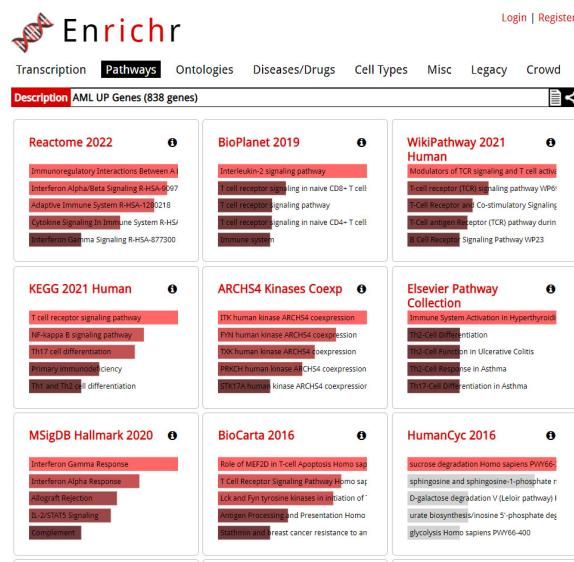 Login | Register
Enrichr
Transcription Pathways Ontologies Diseases/Drugs Cell Types Misc Legacy Crowd
Description AML UP Genes (838 genes)
Reactome 2022
Immunoregulatory Interactions Between A
Interferon Alpha/Beta Signaling R-HSA-9097
Adaptive Immune System R-HSA-1280218
Cytokine Signaling In Immune System R-HSA
Interferon Gamma Signaling R-HSA-877300
BioPlanet 2019
Interleukin-2 signaling pathway
T cell receptor signaling in naive CD8+ T cell
T cell receptor signaling pathway
T cell receptor signaling in naive CD4+ T cell
Immune system
WikiPathway 2021
Human
Modulators of TCR signaling and T cell activa
T-cell receptor (TCR) signaling pathway WP69
T-Cell Receptor and Co-stimulatory Signaling
T-Cell antigen Receptor (TCR) pathway durin
B Cell Receptor Signaling Pathway WP23
KEGG 2021 Human
T cell receptor signaling pathway
NF-kappa B signaling pathway
Th17 cell differentiation
Primary immunodeficiency
Th1 and Th2 cell differentiation
ARCHS4 Kinases Coexp
ITK human kinase ARCHS4 coexpression
FYN human kinase ARCHS4 coexpression
TXK human kinase ARCHS4 coexpression
PRKCH human kinase ARCHS4 coexpression
STK17A human kinase ARCHS4 coexpression
Elsevier Pathway
Collection
Immune System Activation in Hyperthyroidi
Th2-Cell Differentiation
Th2-Cell Function in Ulcerative Colitis
Th2-Cell Response in Asthma
Th17-Cell Differentiation in Asthma
MSigDB Hallmark 2020
Interferon Gamma Response
Interferon Alpha Response
Allograft Rejection
IL-2/STAT5 Signaling
Complement
BioCarta 2016
Role of MEF2D in T-cell Apoptosis Homo sap
T Cell Receptor Signaling Pathway Homo sap
Lck and Fyn tyrosine kinases in initiation of
Antigen Processing and Presentation Homo
Stathmin and breast cancer resistance to an
HumanCyc 2016
sucrose degradation Homo sapiens PWY66-
sphingosine and sphingosine-1-phosphate m
D-galactose degradation V (Leloir pathway) H
urate biosynthesis/inosine 5'-phosphate deg
glycolysis Homo sapiens PWY66-400